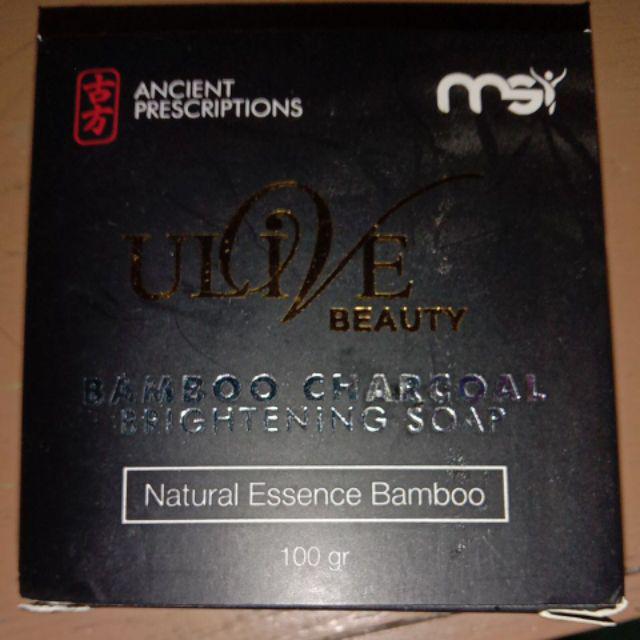 古方
ANCIENT
PRESCRIPTIONS
msi
ULIVE
BEAUTY
BAMBOO CHARCOAL
BRIGHTENING SOAP
Natural Essence Bamboo
100 gr